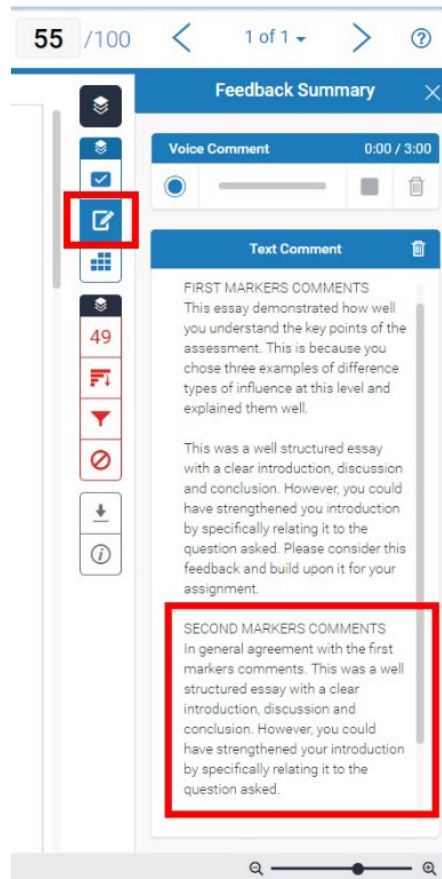 55 /100
1 of 1
?
Feedback Summary
Voice Comment 0:00 / 3:00
Text Comment
FIRST MARKERS COMMENTS
This essay demonstrated how well
you understand the key points of the
assessment. This is because you
chose three examples of difference
types of influence at this level and
explained them well.
This was a well structured essay
with a clear introduction, discussion
and conclusion. However, you could
have strengthened you introduction
by specifically relating it to the
question asked. Please consider this
feedback and build upon it for your
assignment.
SECOND MARKERS COMMENTS
In general agreement with the first
markers comments. This was a well
structured essay with a clear
introduction, discussion and
conclusion. However, you could
have strengthened your introduction
by specifically relating it to the
question asked.
49
i